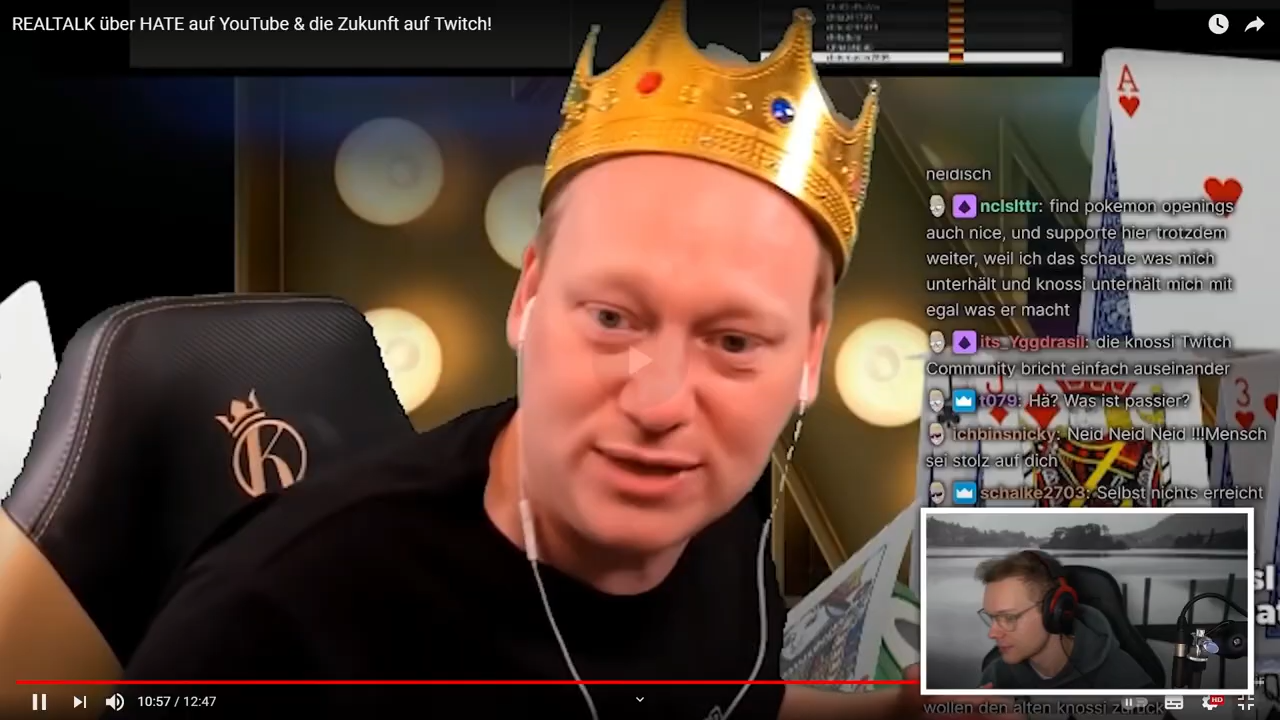 REALTALK über HATE auf YouTube & die Zukunft auf Twitch!
A
neidisch
nclslttr: find pokemon openings
auch nice, und supporte hier trotzdem
weiter, weil ich das schaue was mich
unterhält und knossi unterhält mich mit
egal was er macht
its_Yggdrasil: die knossi Twitch
Community bricht einfach auseinander
t079: Hä? Was ist passier?
J
3
ichbinsnicky: Neid Neid Neid !!!Mensch
sei stolz auf dich
schalke2703: Selbst nichts erreicht
K
10:57 / 12:47
wollen den alten knossi zurück
HD